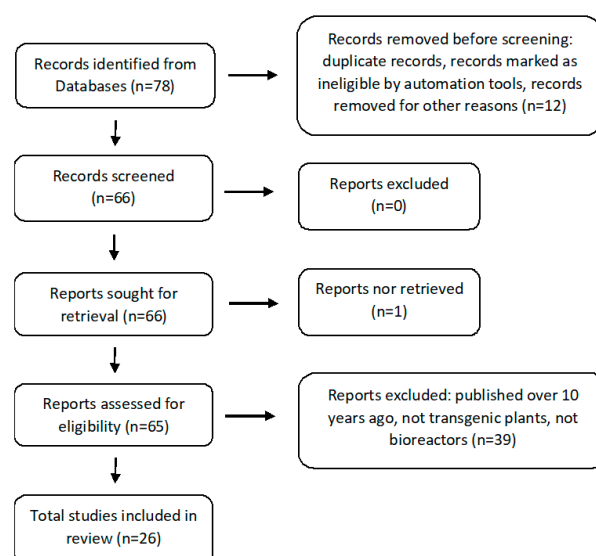 Records identified from
Databases (n=78)
Records removed before screening:
duplicate records, records marked as
ineligible by automation tools, records
removed for other reasons (n=12)
Records screened
(n=66)
Reports excluded
(n=0)
Reports sought for
retrieval (n=66)
Reports nor retrieved
(n=1)
Reports assessed for
eligibility (n=65)
Reports excluded: published over 10
years ago, not transgenic plants, not
bioreactors (n=39)
Total studies included in
review (n=26)